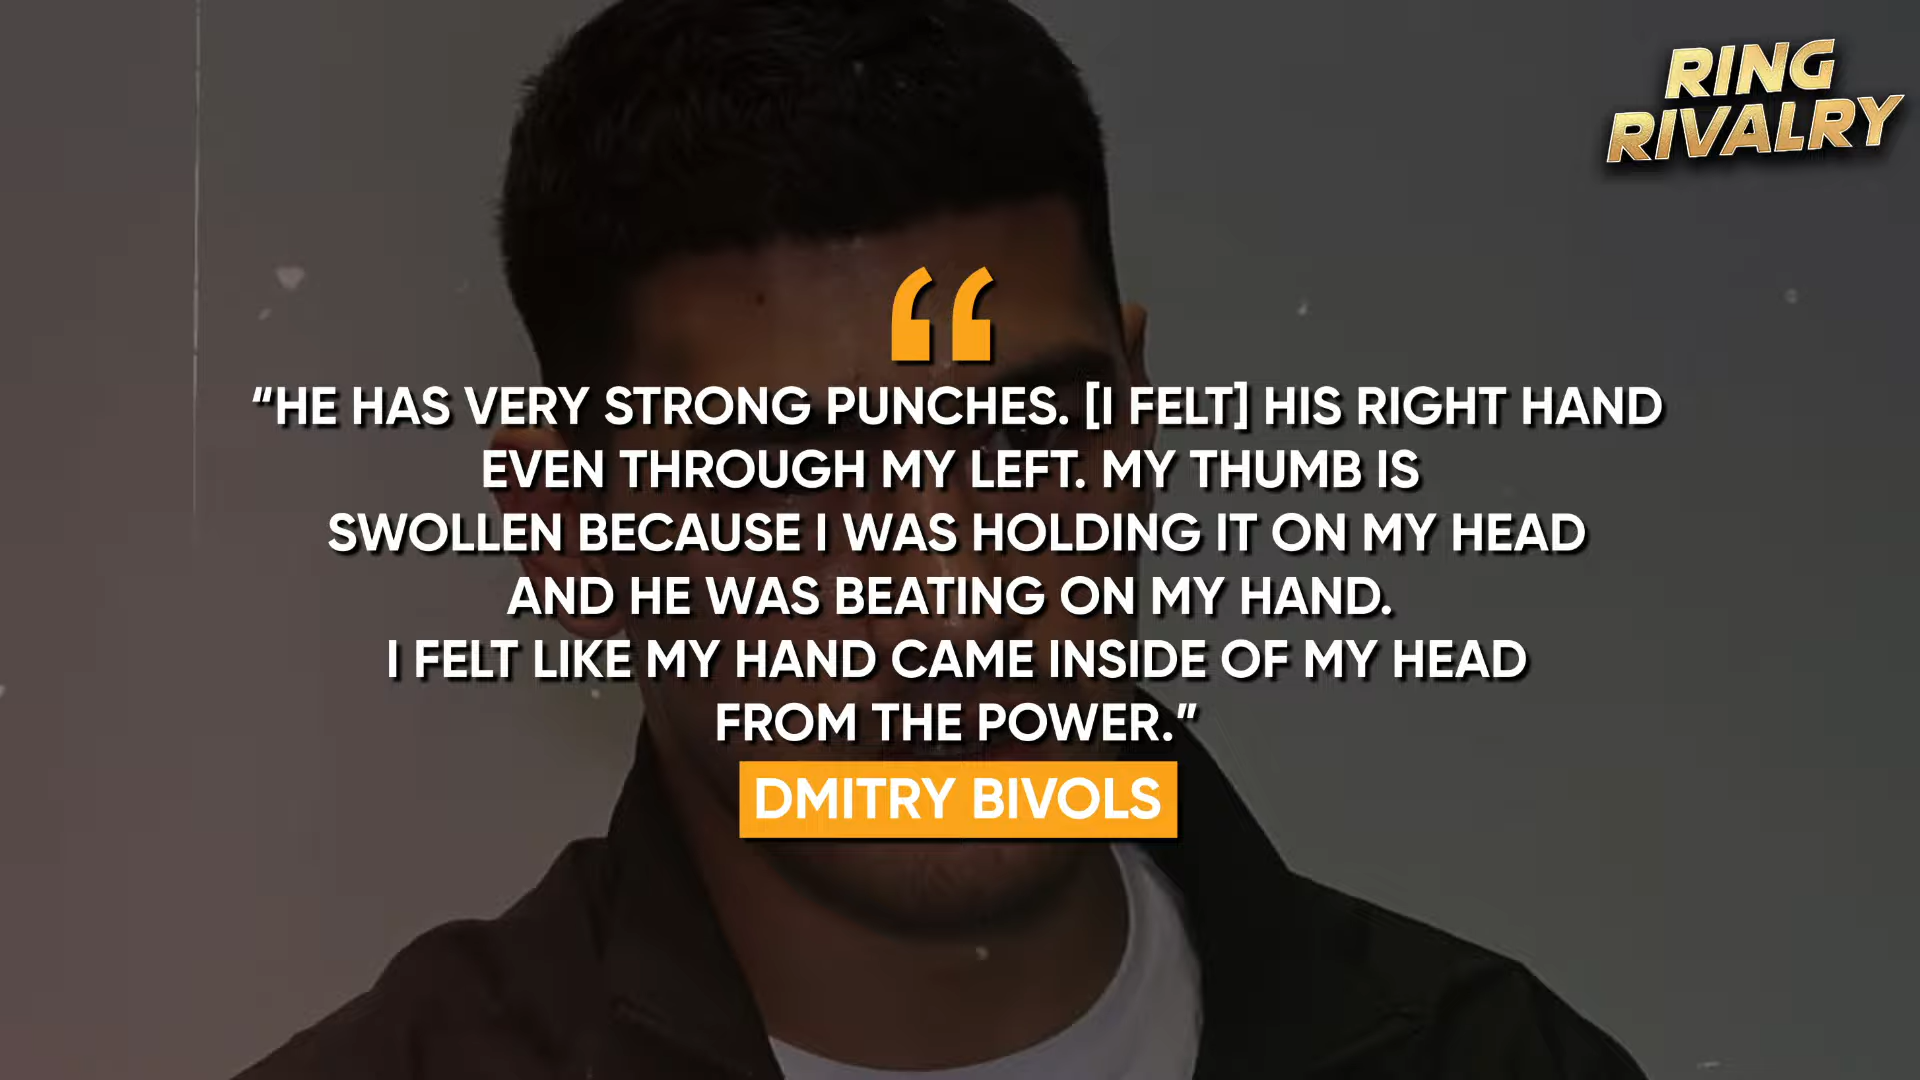 RING
RIVALRY
“HE HAS VERY STRONG PUNCHES. [I FELT] HIS RIGHT HAND
EVEN THROUGH MY LEFT. MY THUMB IS
SWOLLEN BECAUSE I WAS HOLDING IT ON MY HEAD
AND HE WAS BEATING ON MY HAND.
I FELT LIKE MY HAND CAME INSIDE OF MY HEAD
FROM THE POWER.”
DMITRY BIVOLS